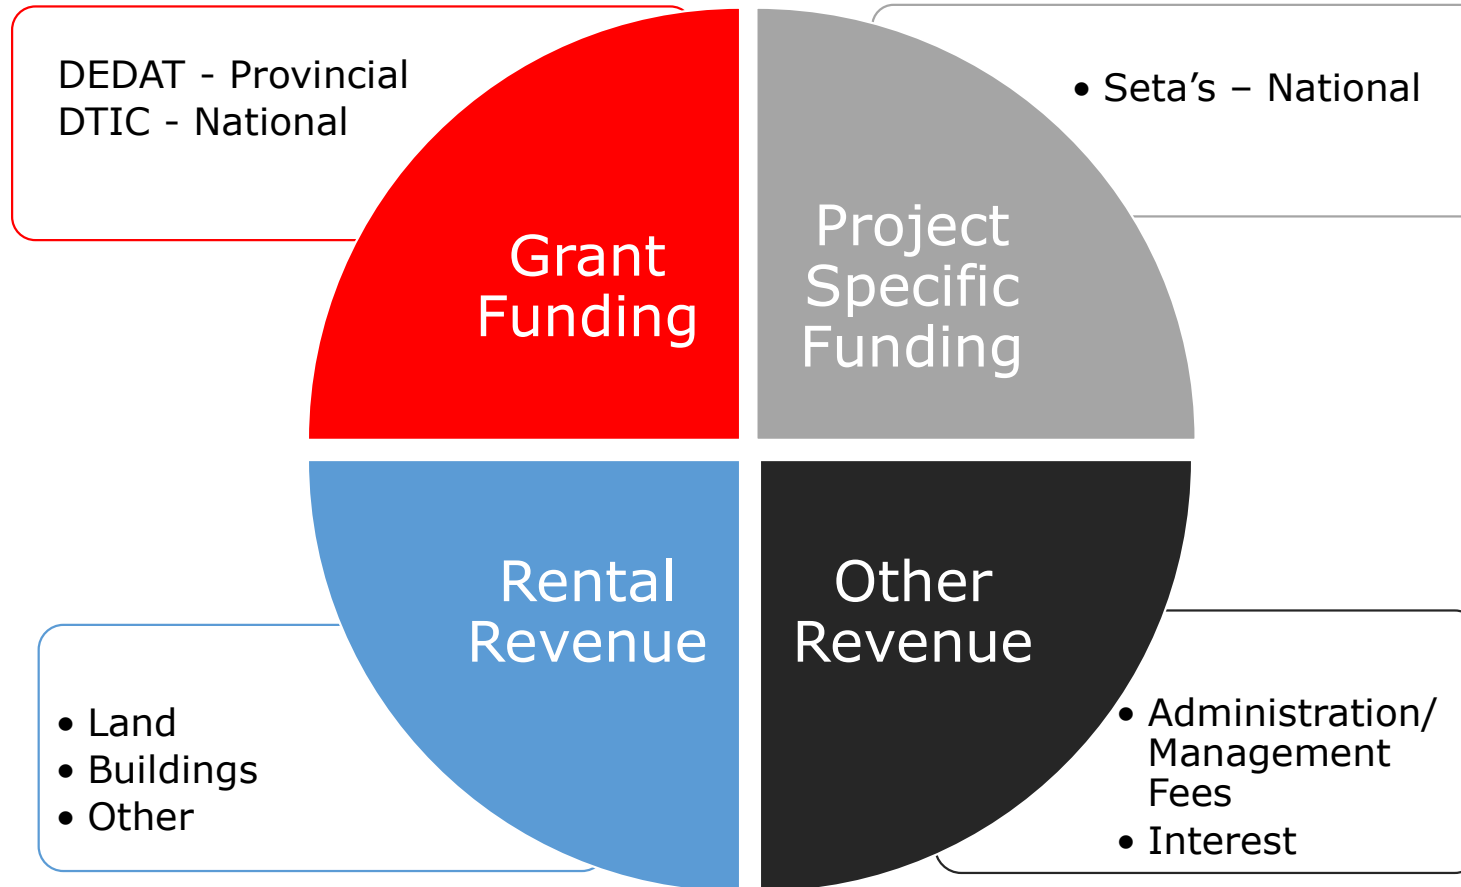 DEDAT - Provincial
DTIC - National
• Seta’s – National
Grant
Funding
Project
Specific
Funding
Rental
Revenue
Other
Revenue
• Land
• Buildings
• Other
• Administration/
Management
Fees
• Interest